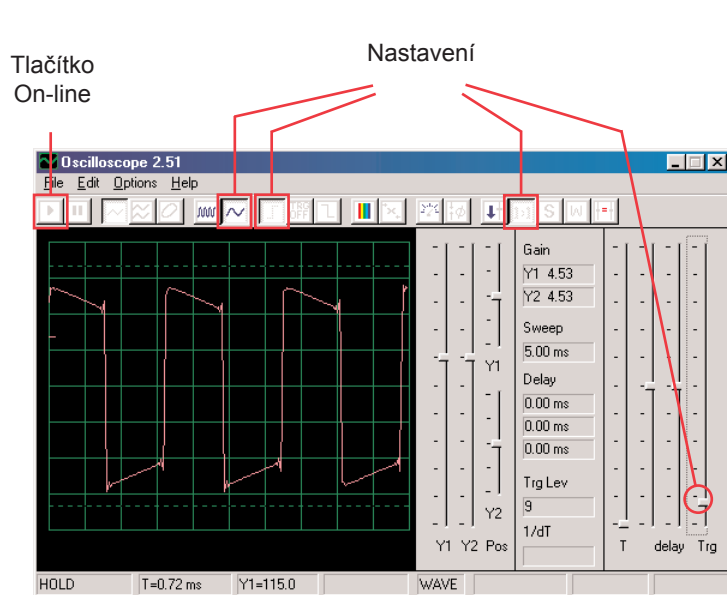 Tlačítko
On-line
Nastavení
Oscilloscope 2.51
File Edit Options Help
TRG
OFF
S
Gain
Y1 4.53
Y2 4.53
Sweep
5.00 ms
Y1
Delay
0.00 ms
0.00 ms
0.00 ms
Trg Lev
9
Y2
1/dT
Y1 Y2 Pos
T delay Trg
HOLD T=0.72 ms Y1=115.0 WAVE